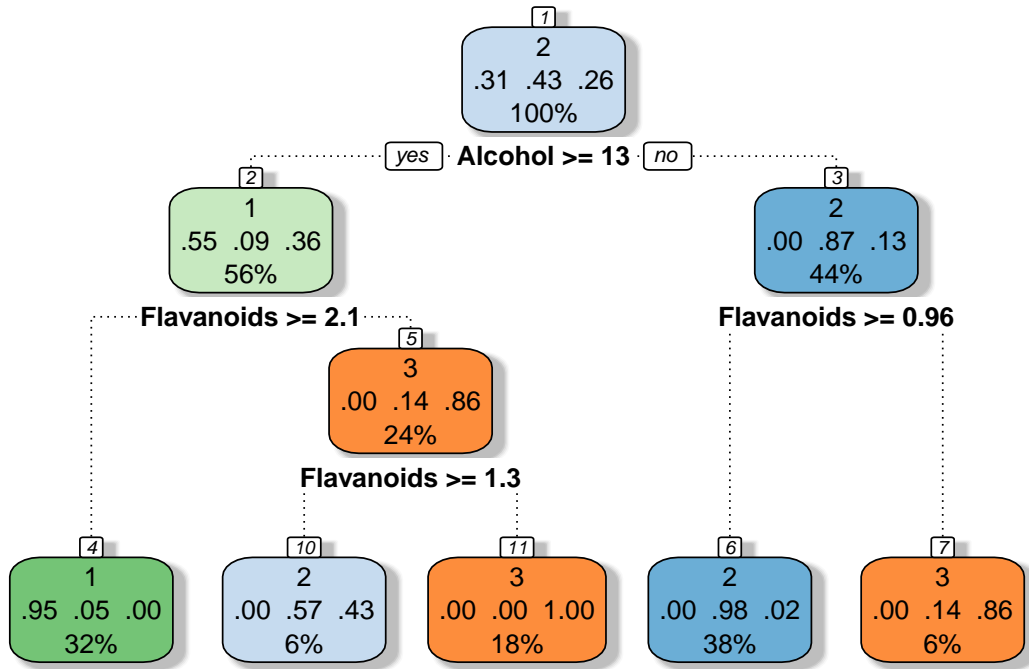 1
2
.31 .43 .26
100%
yes Alcohol >= 13 no
2
1
.55 .09 .36
56%
3
2
.00 .87 .13
44%
Flavanoids >= 2.1
Flavanoids >= 0.96
5
3
.00 .14 .86
24%
Flavanoids >= 1.3
4
1
.95 .05 .00
32%
10
2
.00 .57 .43
6%
11
3
.00 .00 1.00
18%
6
2
.00 .98 .02
38%
7
3
.00 .14 .86
6%